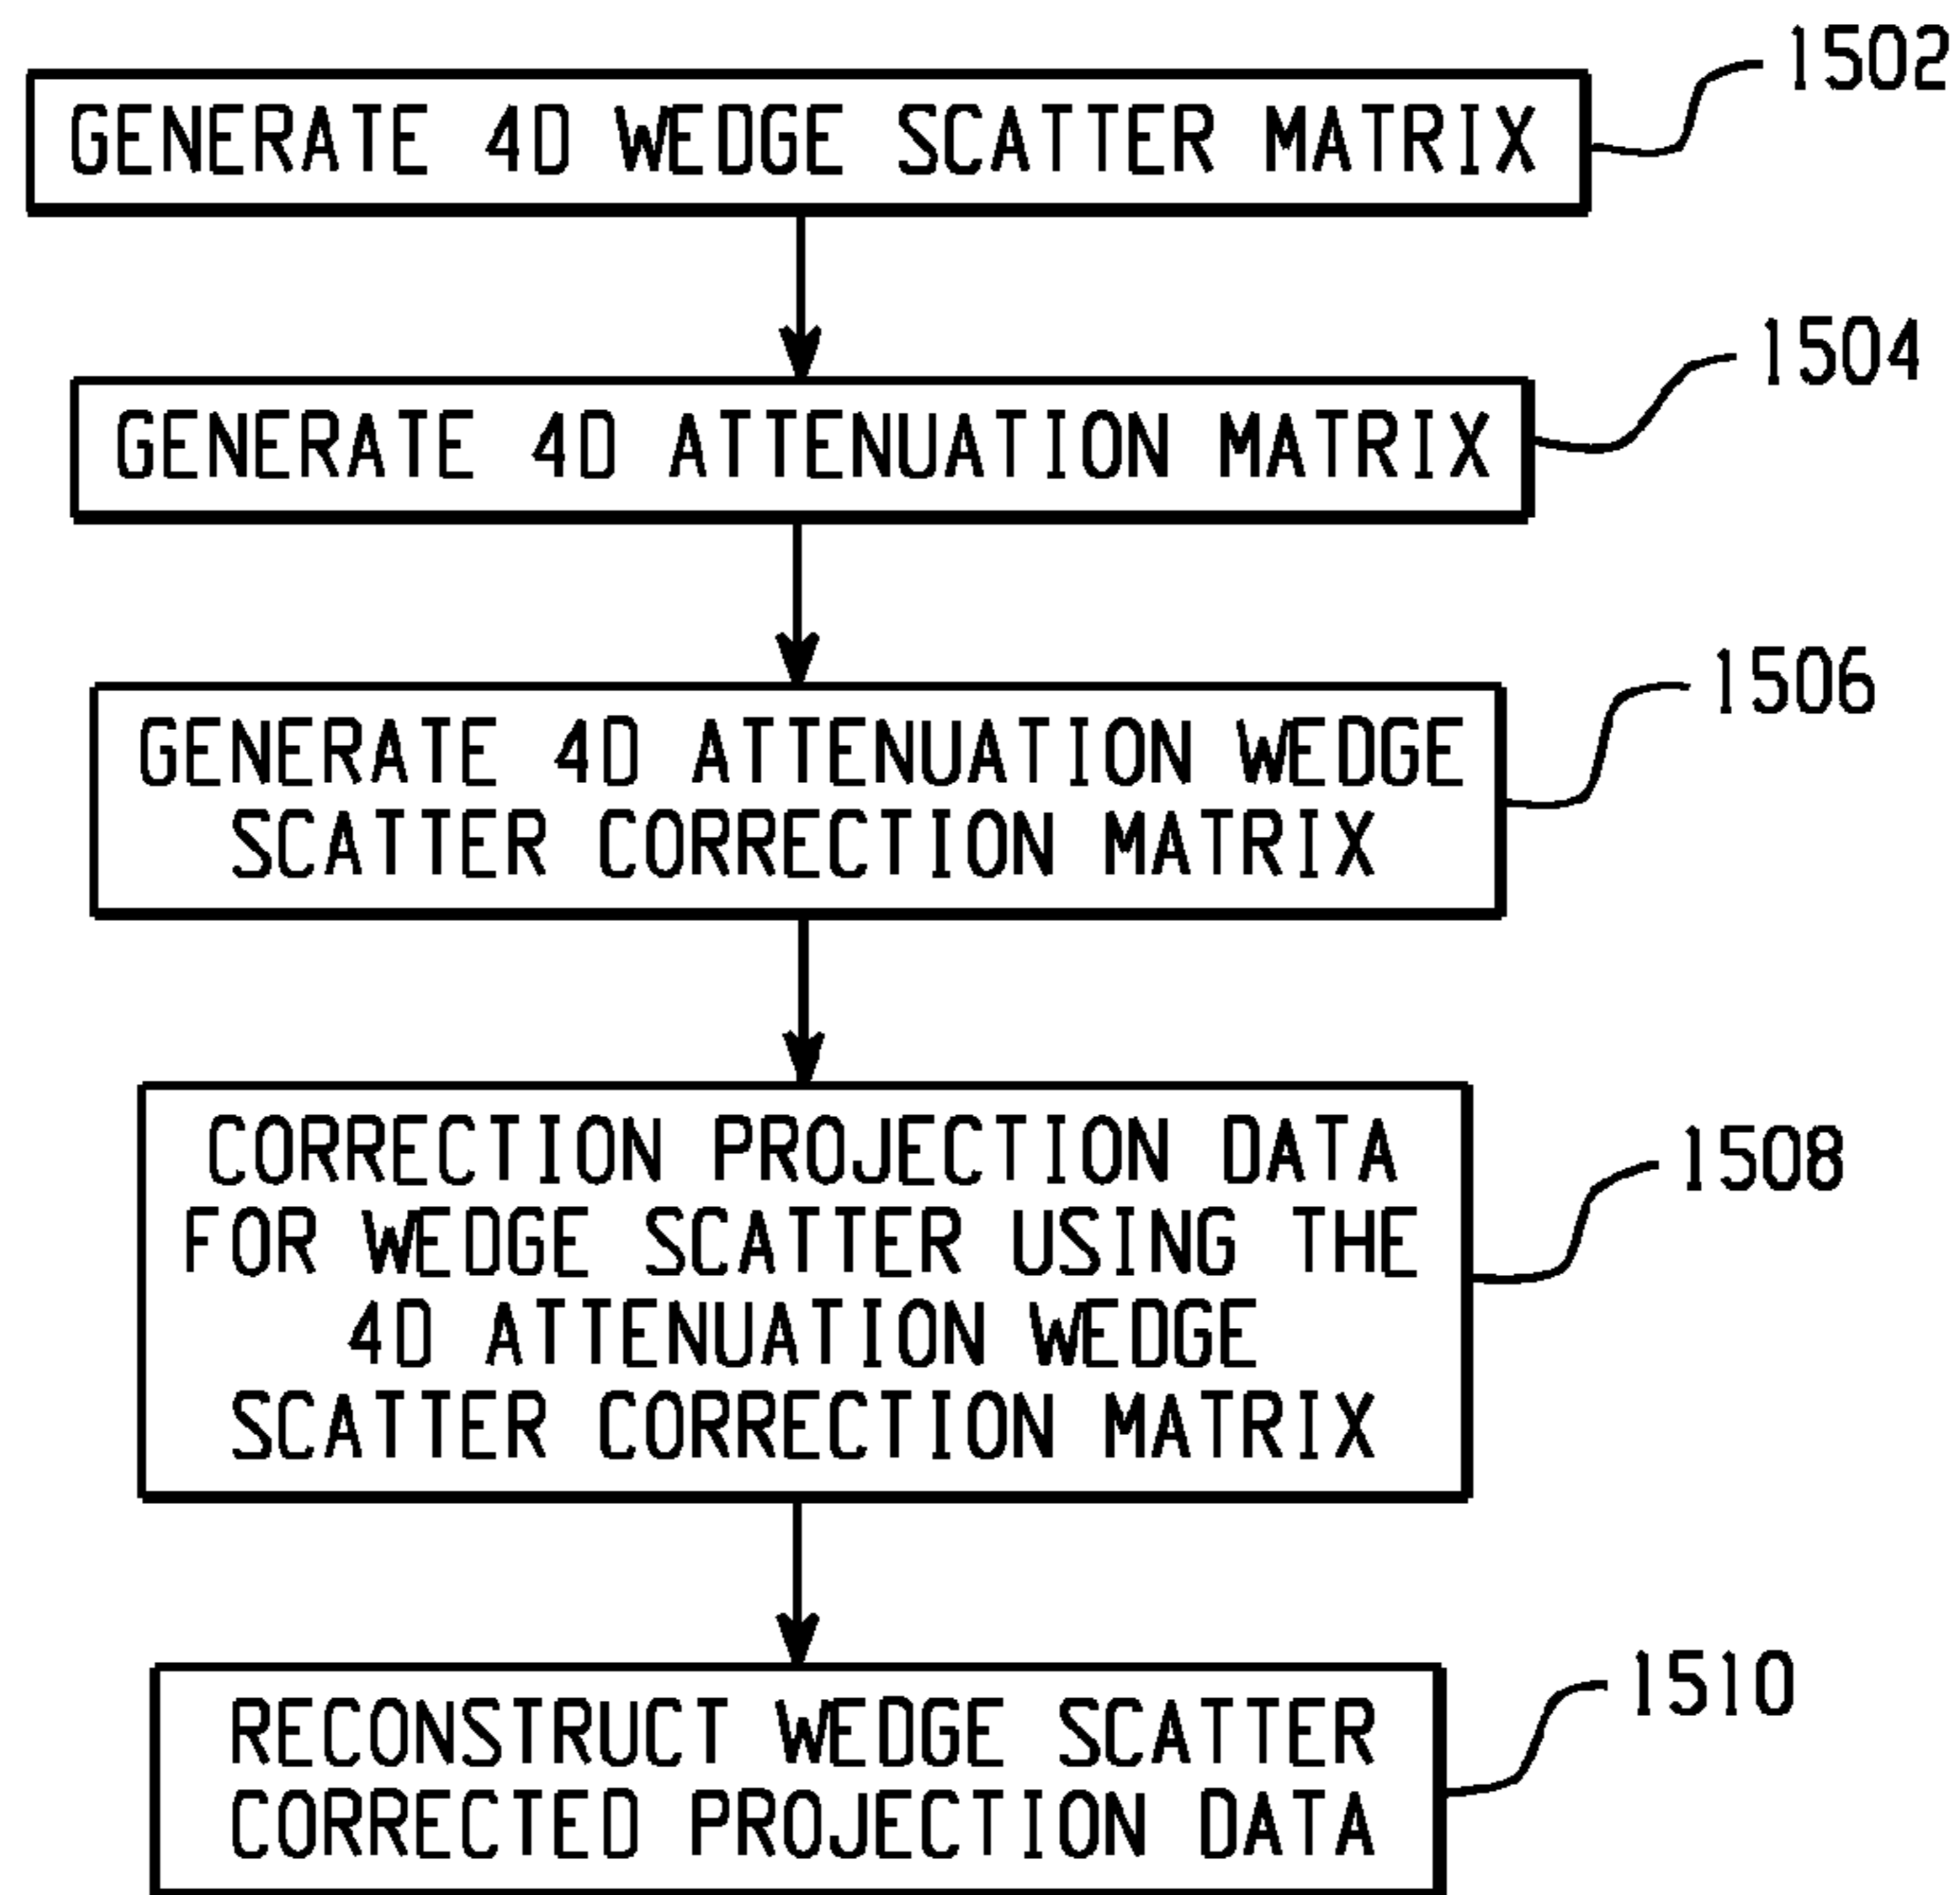 1502
GENERATE 4D WEDGE SCATTER MATRIX
1504
GENERATE 4D ATTENUATION MATRIX
1506
GENERATE 4D ATTENUATION WEDGE
SCATTER CORRECTION MATRIX
1508
CORRECTION PROJECTION DATA
FOR WEDGE SCATTER USING THE
4D ATTENUATION WEDGE
SCATTER CORRECTION MATRIX
1510
RECONSTRUCT WEDGE SCATTER
CORRECTED PROJECTION DATA